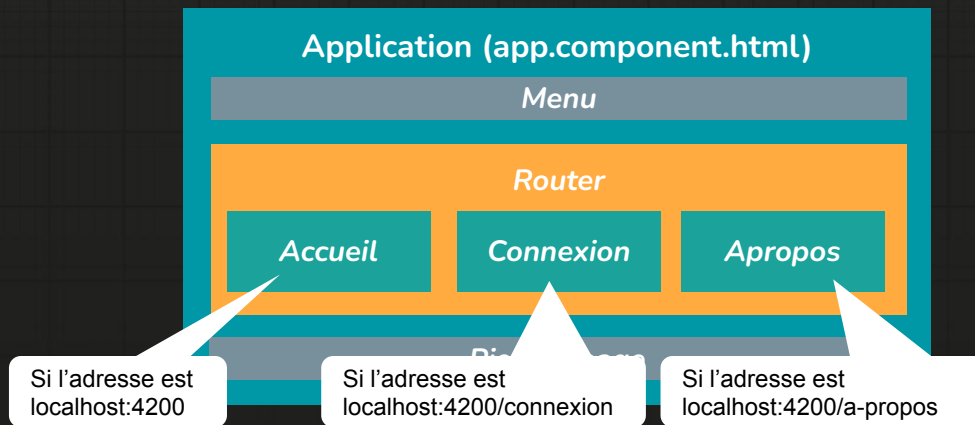 Application (app.component.html)
Menu
Router
Accueil
Connexion
Apropos
Si l'adresse est
localhost:4200
Si l'adresse est
localhost:4200/connexion
Si l'adresse est
localhost:4200/a-propos